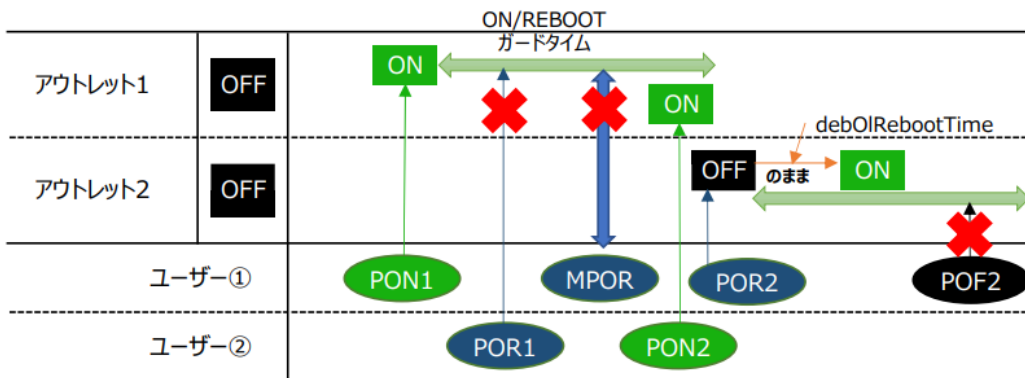 ON/REBOOT
ガードタイム
アウトレット1 OFF ON
ON
debOlRebootTime
アウトレット2 OFF OFF のまま ON
ユーザー① PON1 MPOR POR2 POF2
ユーザー② POR1 PON2